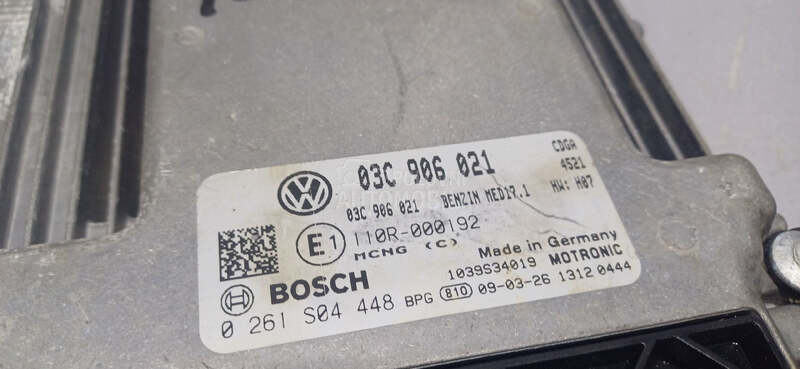 03C 906 021
CDGA
4521
HW: H07
03C 906 021 BENZIN MED17.1
E1 110R-000192
MCNG (C)
Made in Germany
1039S34019 MOTRONIC
BOSCH
0 261 S04 448 BPG 810 09-03-26 1312 0444